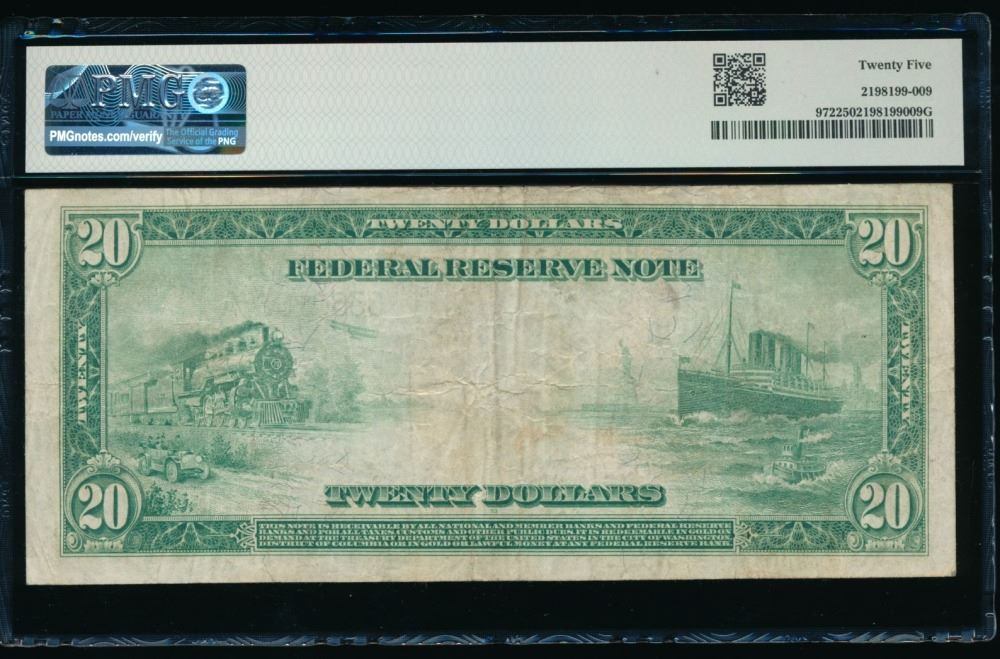 PMG
PAPER MONEY GUARANTY
PMGnotes.com/verify
The Official Grading
Service of the PNG
Twenty Five
2198199-009
9722502198199009G
TWENTY DOLLARS
20
20
FEDERAL RESERVE NOTE
TWENTY
TWENTY
TWENTY DOLLARS
20
20
THIS NOTE IS RECEIVABLE BY ALL NATIONAL AND MEMBER BANKS AND FEDERAL RESERVE
BANKS AND FOR ALL TAXES, CUSTOMS AND OTHER PUBLIC DUES. IT IS REDEEMABLE IN GOLD ON
DEMAND AT THE TREASURY DEPARTMENT OF THE UNITED STATES IN THE CITY OF WASHINGTON,
DISTRICT OF COLUMBIA OR IN GOLD OR LAWFUL MONEY AT ANY FEDERAL RESERVE BANK.